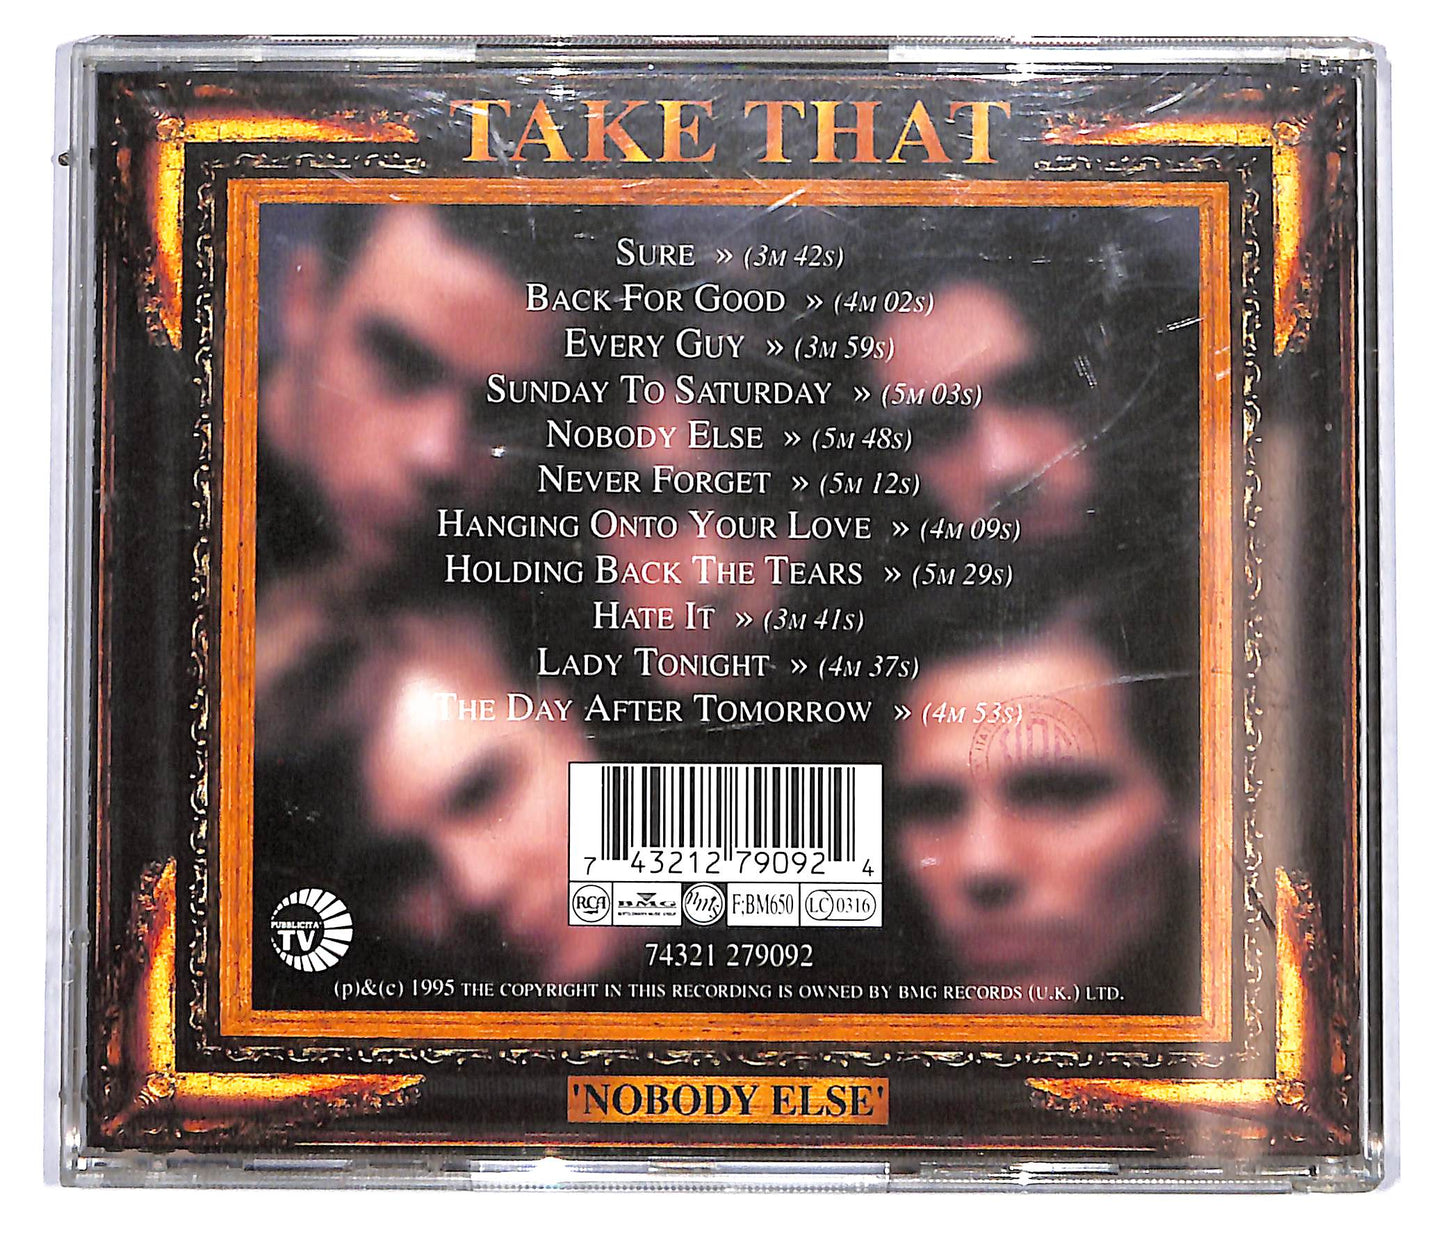 TAKE THAT
SURE » (3M 42S)
BACK FOR GOOD » (4M 02S)
EVERY GUY » (3M 59S)
SUNDAY TO SATURDAY » (5M 03S)
NOBODY ELSE » (5M 48S)
NEVER FORGET » (5M 12S)
HANGING ONTO YOUR LOVE » (4M 09S)
HOLDING BACK THE TEARS » (5M 29S)
HATE IT » (3M 41S)
LADY TONIGHT » (4M 37S)
THE DAY AFTER TOMORROW » (4M 53S)
7 43212 79092 4
RCA BMG F;BM650 LC 0316
PUBBLICITA'
TV
74321 279092
(p)&(c) 1995 THE COPYRIGHT IN THIS RECORDING IS OWNED BY BMG RECORDS (U.K.) LTD.
'NOBODY ELSE'